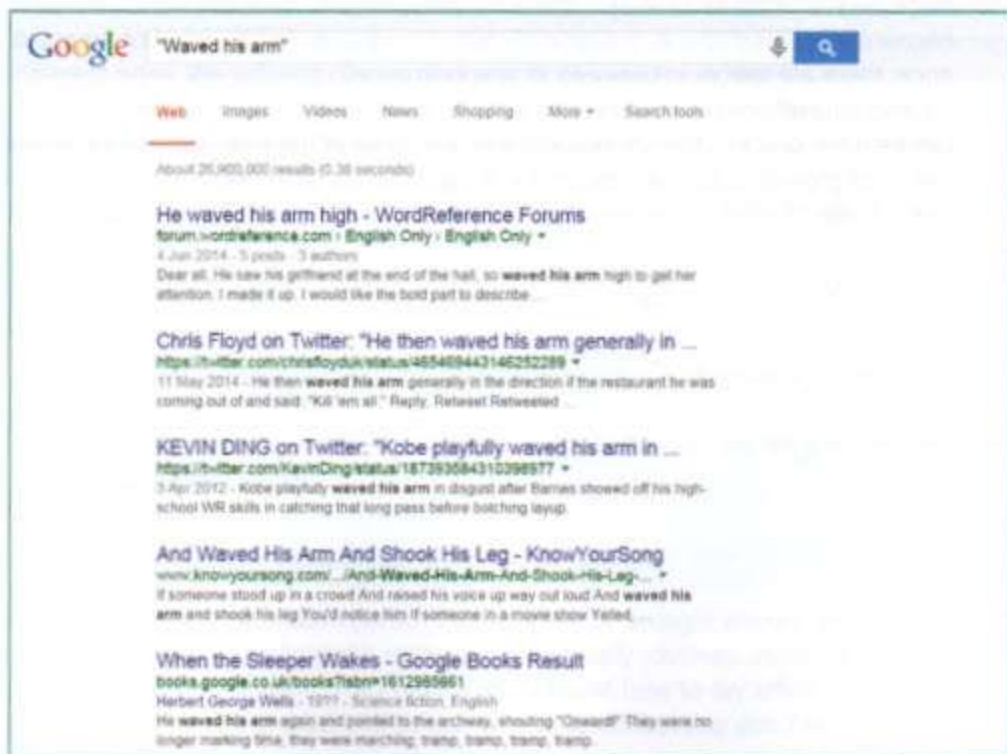 Google "Waved his arm"
Web Images Videos News Shopping More Search tools
About 26,900,000 results (0.38 seconds)
He waved his arm high - WordReference Forums
forum.wordreference.com › English Only › English Only
4 Jun 2014 - 5 posts - 3 authors
Dear all. He saw his girlfriend at the end of the hall, so waved his arm high to get her
attention. I made it up. I would like the bold part to describe ...
Chris Floyd on Twitter: "He then waved his arm generally in ...
https://twitter.com/chrisfloyduk/status/465469443146252289
11 May 2014 - He then waved his arm generally in the direction if the restaurant he was
coming out of and said: "Kill 'em all." Reply, Retweet Retweeted ...
KEVIN DING on Twitter: "Kobe playfully waved his arm in ...
https://twitter.com/KevinDing/status/187393584310398977
3 Apr 2012 - Kobe playfully waved his arm in disgust after Barnes showed off his high-
school WR skills in catching that long pass before botching layup.
And Waved His Arm And Shook His Leg - KnowYourSong
www.knowyoursong.com/.../And-Waved-His-Arm-And-Shook-His-Leg-...
If someone stood up in a crowd And raised his voice up way out loud And waved his
arm and shook his leg You'd notice him If someone in a movie show Yelled,
When the Sleeper Wakes - Google Books Result
books.google.co.uk/books?isbn=1612985661
Herbert George Wells - 19?? - Science fiction, English
He waved his arm again and pointed to the archway, shouting "Onward!" They were no
longer marking time, they were marching; tramp, tramp, tramp, tramp.